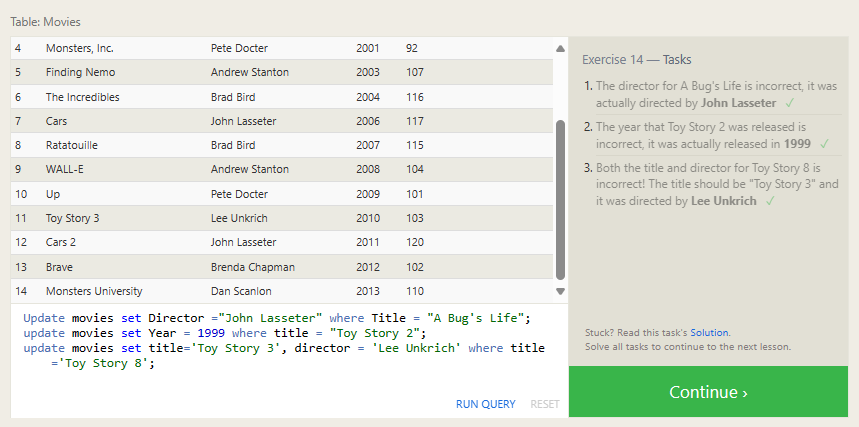 Table: Movies
4 Monsters, Inc. Pete Docter 2001 92
5 Finding Nemo Andrew Stanton 2003 107
6 The Incredibles Brad Bird 2004 116
7 Cars John Lasseter 2006 117
8 Ratatouille Brad Bird 2007 115
9 WALL-E Andrew Stanton 2008 104
10 Up Pete Docter 2009 101
11 Toy Story 3 Lee Unkrich 2010 103
12 Cars 2 John Lasseter 2011 120
13 Brave Brenda Chapman 2012 102
14 Monsters University Dan Scanlon 2013 110
Update movies set Director ="John Lasseter" where Title = "A Bug's Life";
update movies set Year = 1999 where title = "Toy Story 2";
update movies set title='Toy Story 3', director = 'Lee Unkrich' where title
='Toy Story 8';
RUN QUERY RESET
Exercise 14 — Tasks
1. The director for A Bug's Life is incorrect, it was
actually directed by John Lasseter ✓
2. The year that Toy Story 2 was released is
incorrect, it was actually released in 1999 ✓
3. Both the title and director for Toy Story 8 is
incorrect! The title should be "Toy Story 3" and
it was directed by Lee Unkrich ✓
Stuck? Read this task's Solution.
Solve all tasks to continue to the next lesson.
Continue ›